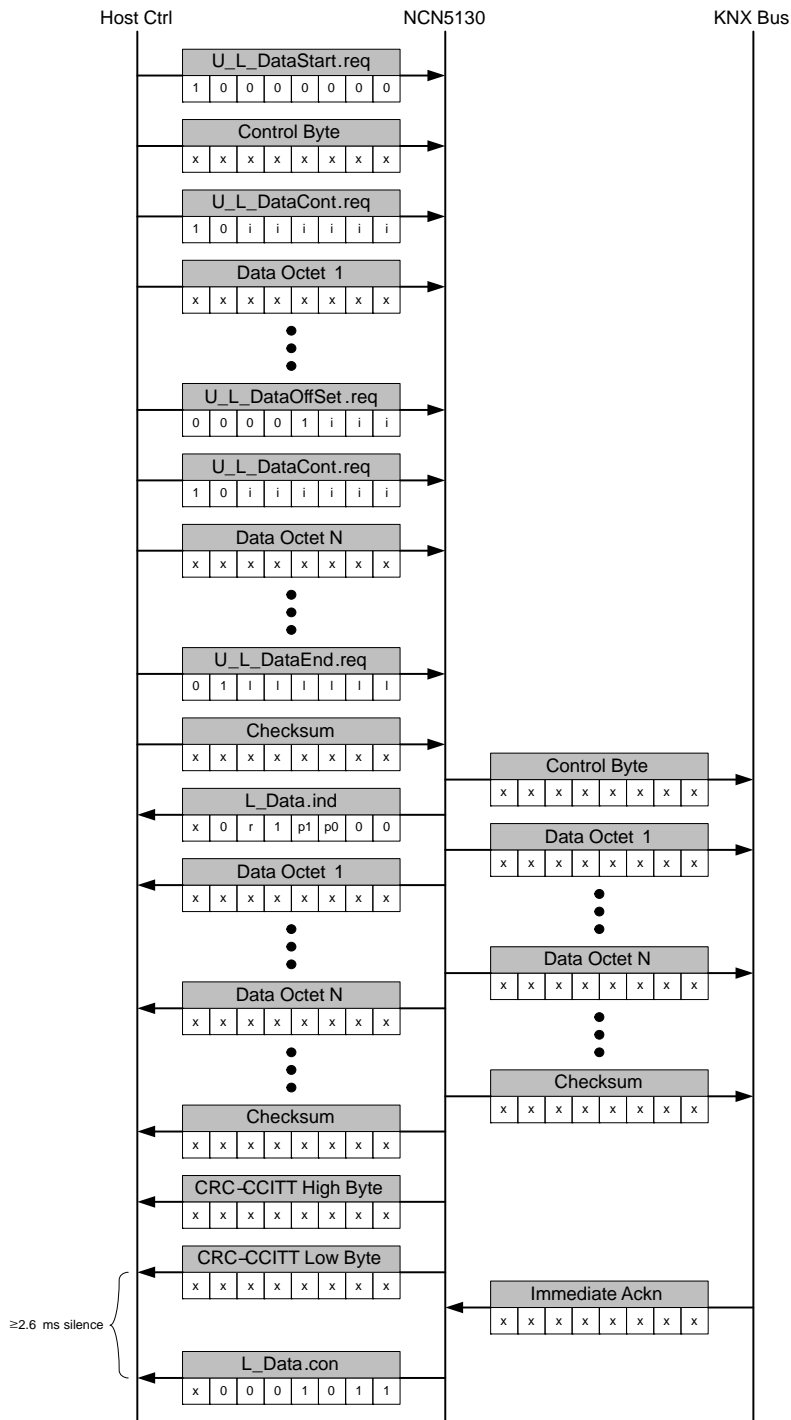 Host Ctrl NCN5130 KNX Bus
U_L_DataStart.req
1 0 0 0 0 0 0 0
Control Byte
x x x x x x x x
U_L_DataCont.req
1 0 i i i i i i
Data Octet 1
x x x x x x x x
U_L_DataOffSet.req
0 0 0 0 1 i i i
U_L_DataCont.req
1 0 i i i i i i
Data Octet N
x x x x x x x x
U_L_DataEnd.req
0 1 l l l l l l
Checksum
x x x x x x x x
Control Byte
x x x x x x x x
L_Data.ind
x 0 r 1 p1 p0 0 0
Data Octet 1
x x x x x x x x
Data Octet 1
x x x x x x x x
Data Octet N
x x x x x x x x
Data Octet N
x x x x x x x x
Checksum
x x x x x x x x
Checksum
x x x x x x x x
CRC-CCITT High Byte
x x x x x x x x
CRC-CCITT Low Byte
x x x x x x x x
Immediate Ackn
x x x x x x x x
≥2.6 ms silence
L_Data.con
x 0 0 0 1 0 1 1